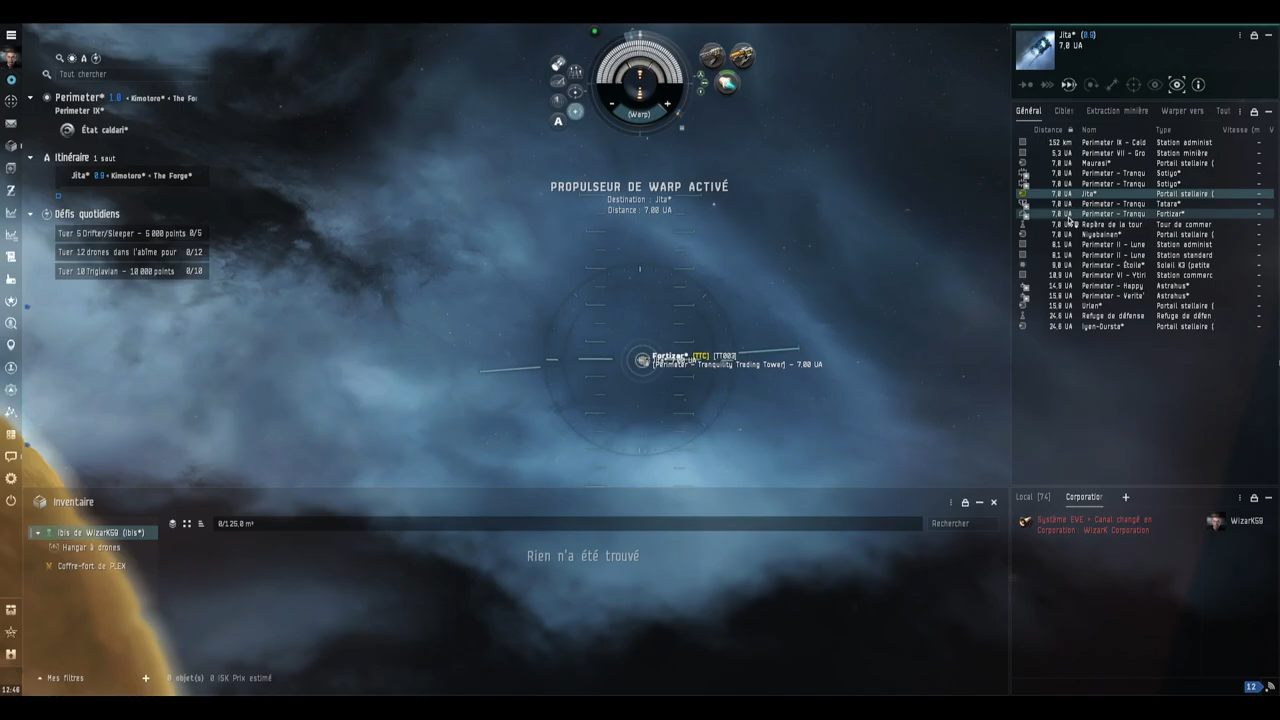 Tout chercher
Perimeter* 1.0 < Kimotoro* < The For
Perimeter IX*
État caldari*
Itinéraire 1 saut
Jita* 0.9 < Kimotoro* < The Forge*
Défis quotidiens
Tuer 5 Drifter/Sleeper – 5 000 points 0/5
Tuer 12 drones dans l'abîme pour 0/12
Tuer 10 Triglavian – 10 000 points 0/10
(Warp)
PROPULSEUR DE WARP ACTIVÉ
Destination : Jita*
Distance : 7,00 UA
Fortizar* [TTC] [TT003]
(Perimeter – Tranquility Trading Tower) – 7,00 UA
Jita* (0.9)
7,0 UA
Général Cibles Extraction minière Warper vers Tout
Distance Nom Type Vitesse (m V
152 km Perimeter IX – Cald Station administ –
5,3 UA Perimeter VII – Gro Station minière –
7,0 UA Maurasi* Portail stellaire ( –
7,0 UA Perimeter – Tranqu Sotiyo* –
7,0 UA Perimeter – Tranqu Sotiyo* –
7,0 UA Jita* Portail stellaire ( –
7,0 UA Perimeter – Tranqu Tatara* –
7,0 UA Perimeter – Tranqu Fortizar* –
7,0 Repère de la tour Tour de commer –
7,0 UA Niyabainen* Portail stellaire ( –
8,1 UA Perimeter II – Lune Station administ –
8,1 UA Perimeter II – Lune Station standard –
9,0 UA Perimeter – Étoile* Soleil K3 (petite –
10,9 UA Perimeter VI – Ytiri Station de commer –
14,9 UA Perimeter – Happy Astrahus* –
15,8 UA Perimeter – Verite' Astrahus* –
15,8 UA Urlen* Portail stellaire ( –
24,6 UA Refuge de défense Refuge de défen –
24,6 UA Iyen-Oursta* Portail stellaire ( –
Inventaire
Ibis de WizarK59 (Ibis*)
Hangar à drones
Coffre-fort de PLEX
0/125,0 m³
Rechercher
Rien n'a été trouvé
Mes filtres
0 objet(s) 0 ISK Prix estimé
Local [74] Corporation
Système EVE > Canal changé en
Corporation : WizarK Corporation
WizarK59
12:46
12